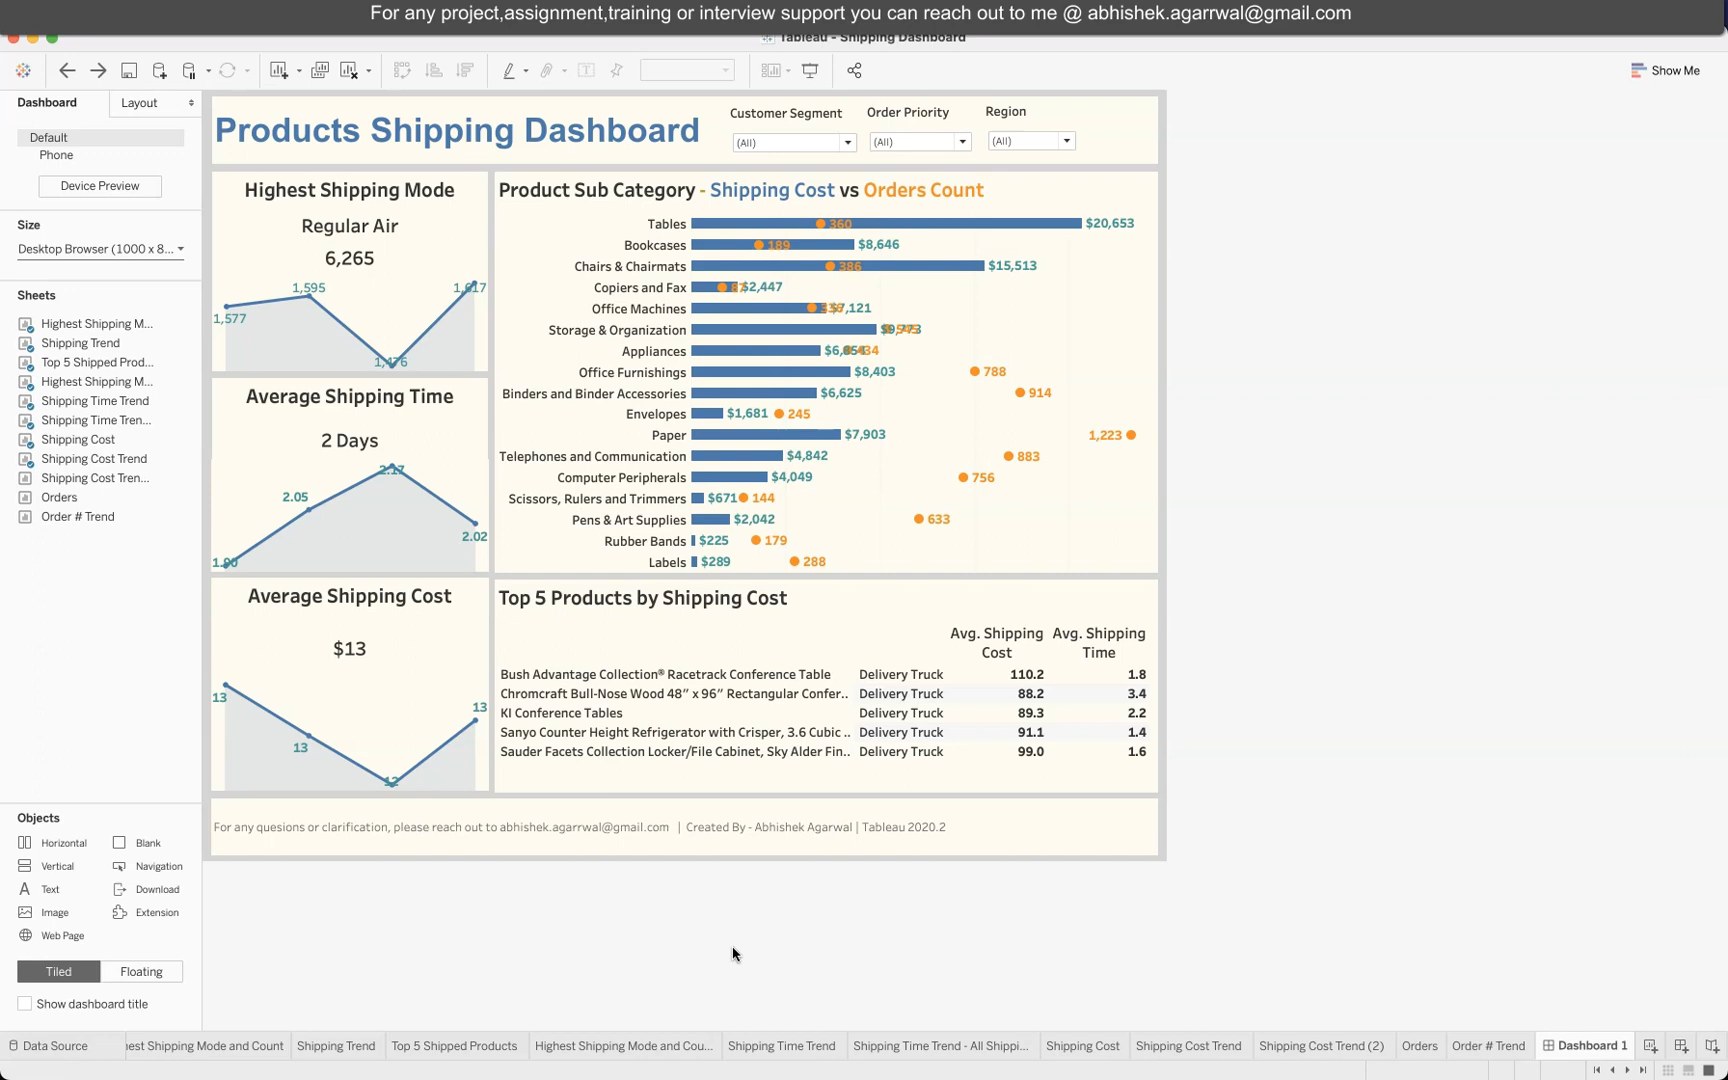 For any project,assignment,training or interview support you can reach out to me @ abhishek.agarrwal@gmail.com
Tableau - Shipping Dashboard
Show Me
Dashboard
Layout
Default
Phone
Device Preview
Size
Desktop Browser (1000 x 8...
Sheets
Highest Shipping M...
Shipping Trend
Top 5 Shipped Prod...
Highest Shipping M...
Shipping Time Trend
Shipping Time Tren...
Shipping Cost
Shipping Cost Trend
Shipping Cost Tren...
Orders
Order # Trend
Objects
Horizontal
Blank
Vertical
Navigation
Text
Download
Image
Extension
Web Page
Tiled
Floating
Show dashboard title
Products Shipping Dashboard
Customer Segment
Order Priority
Region
(All)
(All)
(All)
Highest Shipping Mode
Regular Air
6,265
1,577
1,595
1,476
1,617
Average Shipping Time
2 Days
1.90
2.05
2.17
2.02
Average Shipping Cost
$13
13
13
12
13
Product Sub Category - Shipping Cost vs Orders Count
Tables 360 $20,653
Bookcases 189 $8,646
Chairs & Chairmats 386 $15,513
Copiers and Fax $2,447
Office Machines $7,121
Storage & Organization $9,773
Appliances 434
Office Furnishings $8,403 788
Binders and Binder Accessories $6,625 914
Envelopes $1,681 245
Paper $7,903 1,223
Telephones and Communication $4,842 883
Computer Peripherals $4,049 756
Scissors, Rulers and Trimmers $671 144
Pens & Art Supplies $2,042 633
Rubber Bands $225 179
Labels $289 288
Top 5 Products by Shipping Cost
Avg. Shipping Cost
Avg. Shipping Time
Bush Advantage Collection® Racetrack Conference Table Delivery Truck 110.2 1.8
Chromcraft Bull-Nose Wood 48" x 96" Rectangular Confer.. Delivery Truck 88.2 3.4
KI Conference Tables Delivery Truck 89.3 2.2
Sanyo Counter Height Refrigerator with Crisper, 3.6 Cubic .. Delivery Truck 91.1 1.4
Sauder Facets Collection Locker/File Cabinet, Sky Alder Fin.. Delivery Truck 99.0 1.6
For any quesions or clarification, please reach out to abhishek.agarrwal@gmail.com | Created By - Abhishek Agarwal | Tableau 2020.2
Data Source
est Shipping Mode and Count
Shipping Trend
Top 5 Shipped Products
Highest Shipping Mode and Cou...
Shipping Time Trend
Shipping Time Trend - All Shippi...
Shipping Cost
Shipping Cost Trend
Shipping Cost Trend (2)
Orders
Order # Trend
Dashboard 1